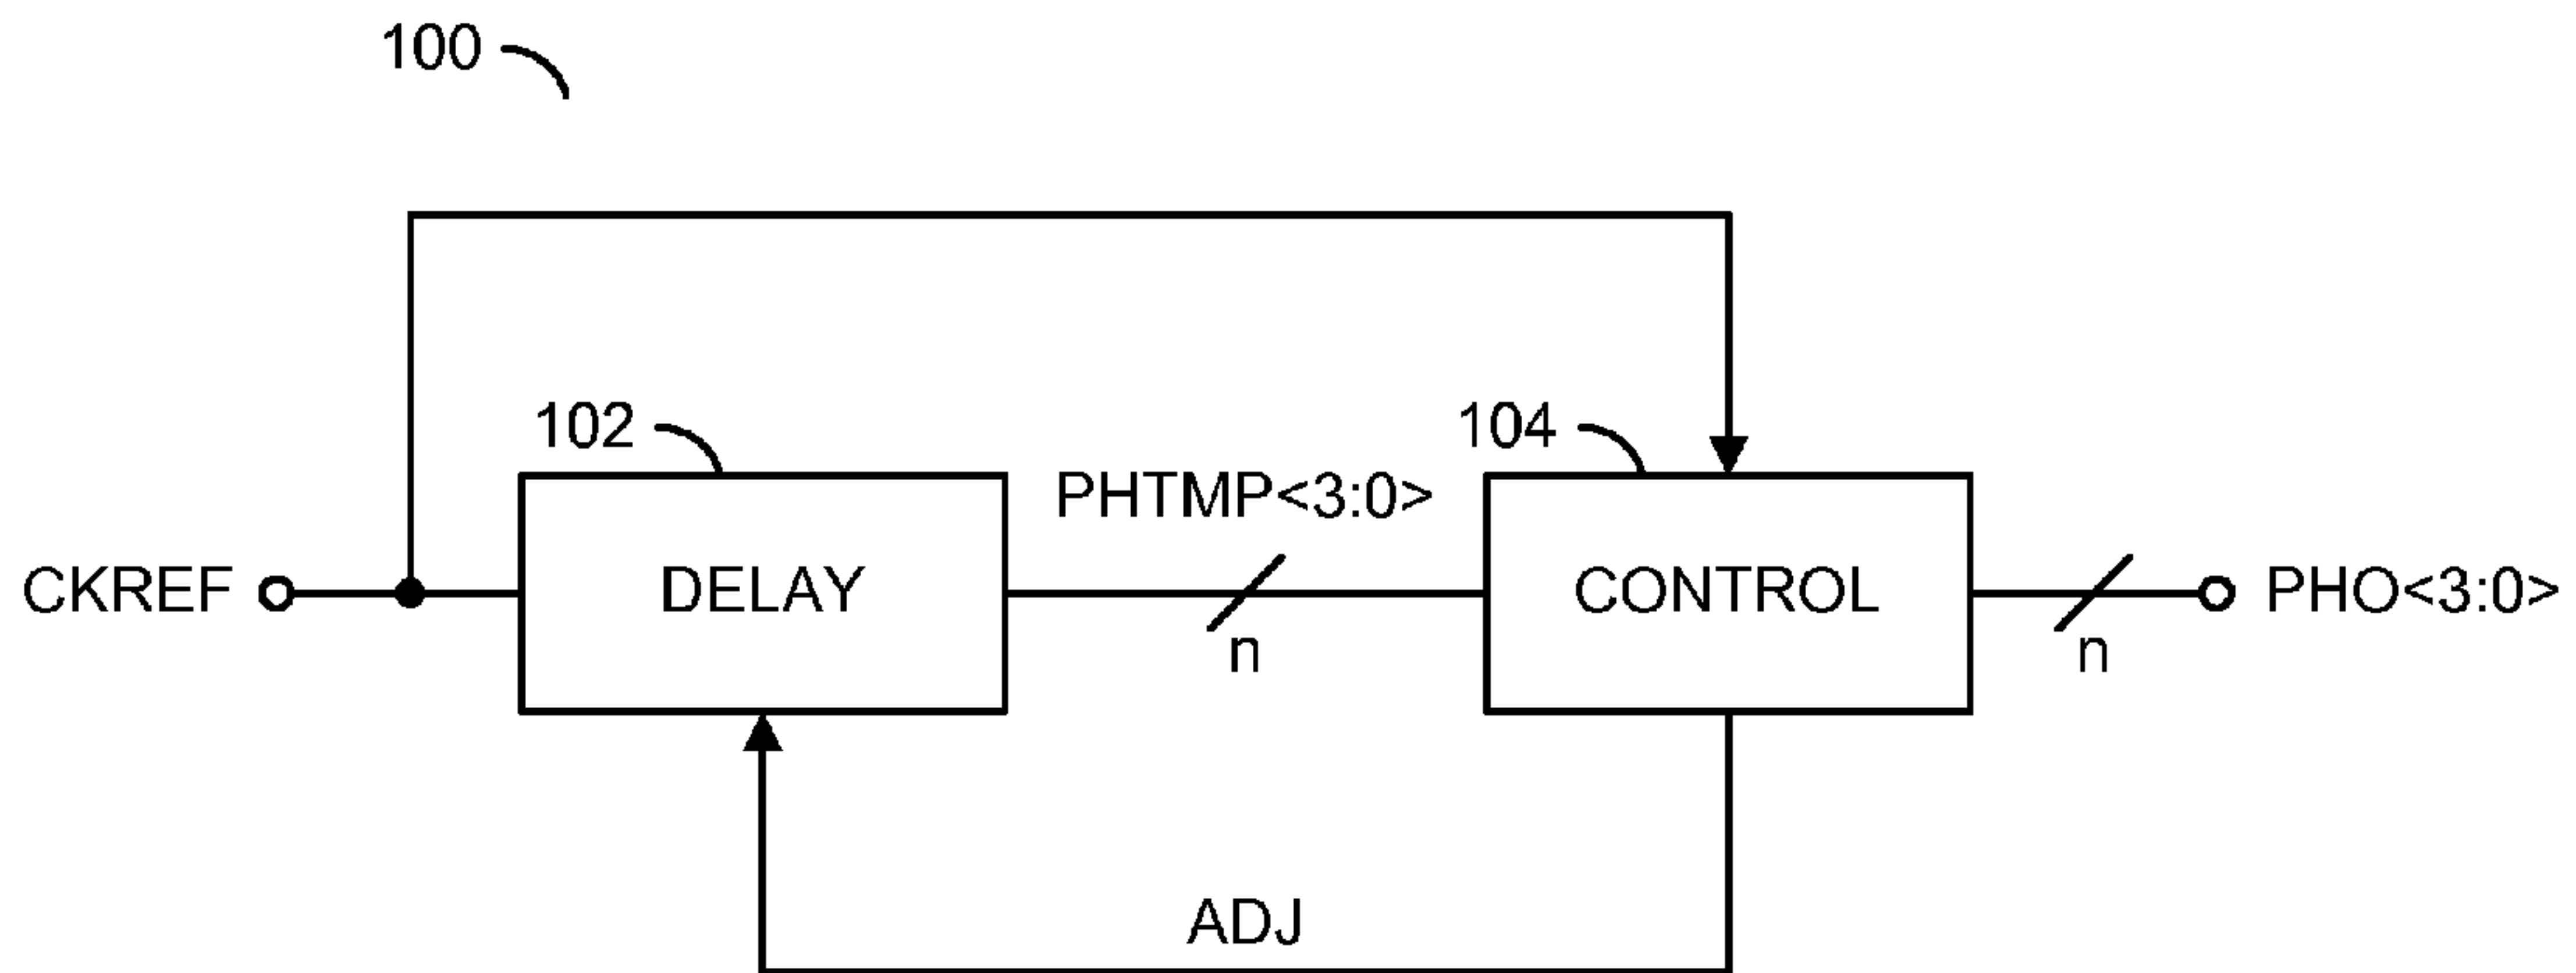 100
102
104
PHTMP<3:0>
CKREF
DELAY
CONTROL
PHO<3:0>
n
n
ADJ